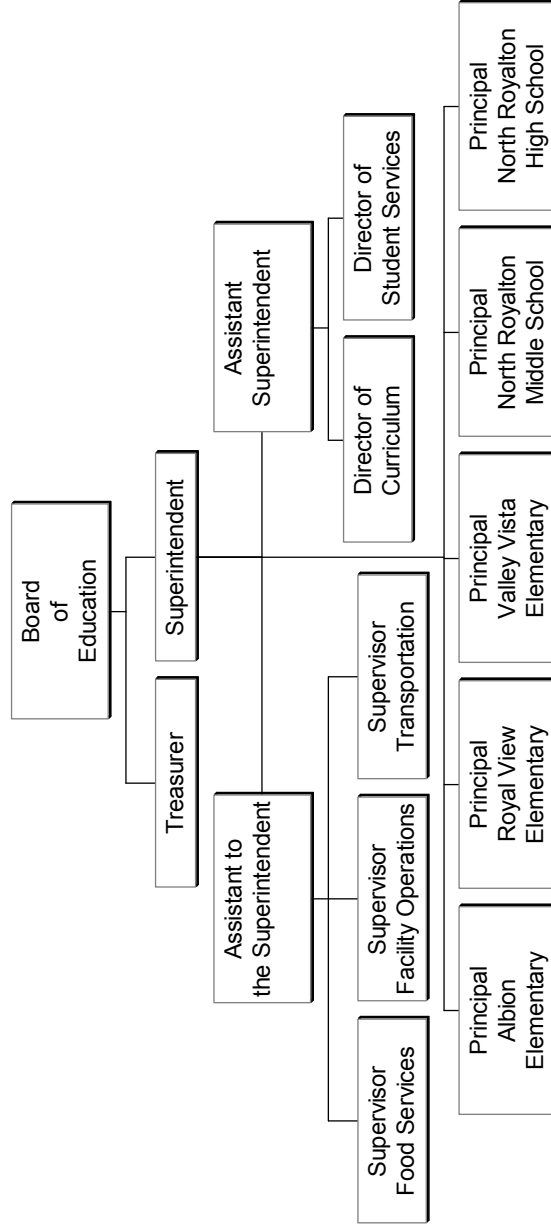 Board
of
Education
Treasurer
Superintendent
Assistant to
the Superintendent
Assistant
Superintendent
Supervisor
Food Services
Supervisor
Facility Operations
Supervisor
Transportation
Director of
Curriculum
Director of
Student Services
Principal
Albion
Elementary
Principal
Royal View
Elementary
Principal
Valley Vista
Elementary
Principal
North Royalton
Middle School
Principal
North Royalton
High School